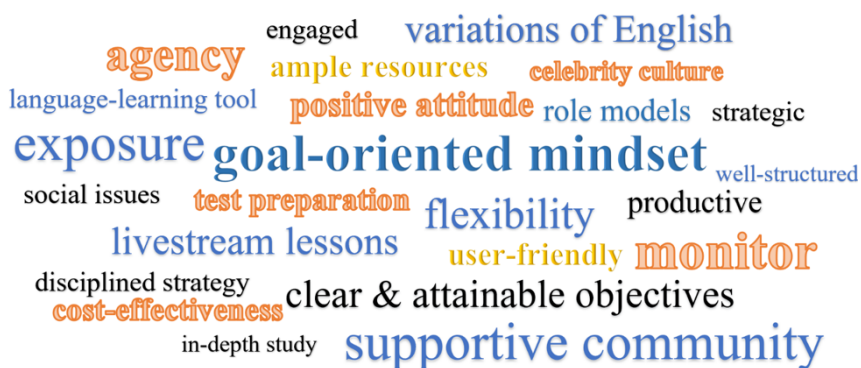 engaged variations of English
agency ample resources celebrity culture
language-learning tool positive attitude role models strategic
exposure goal-oriented mindset well-structured
social issues test preparation flexibility productive
livestream lessons user-friendly monitor
disciplined strategy clear & attainable objectives
cost-effectiveness
in-depth study supportive community